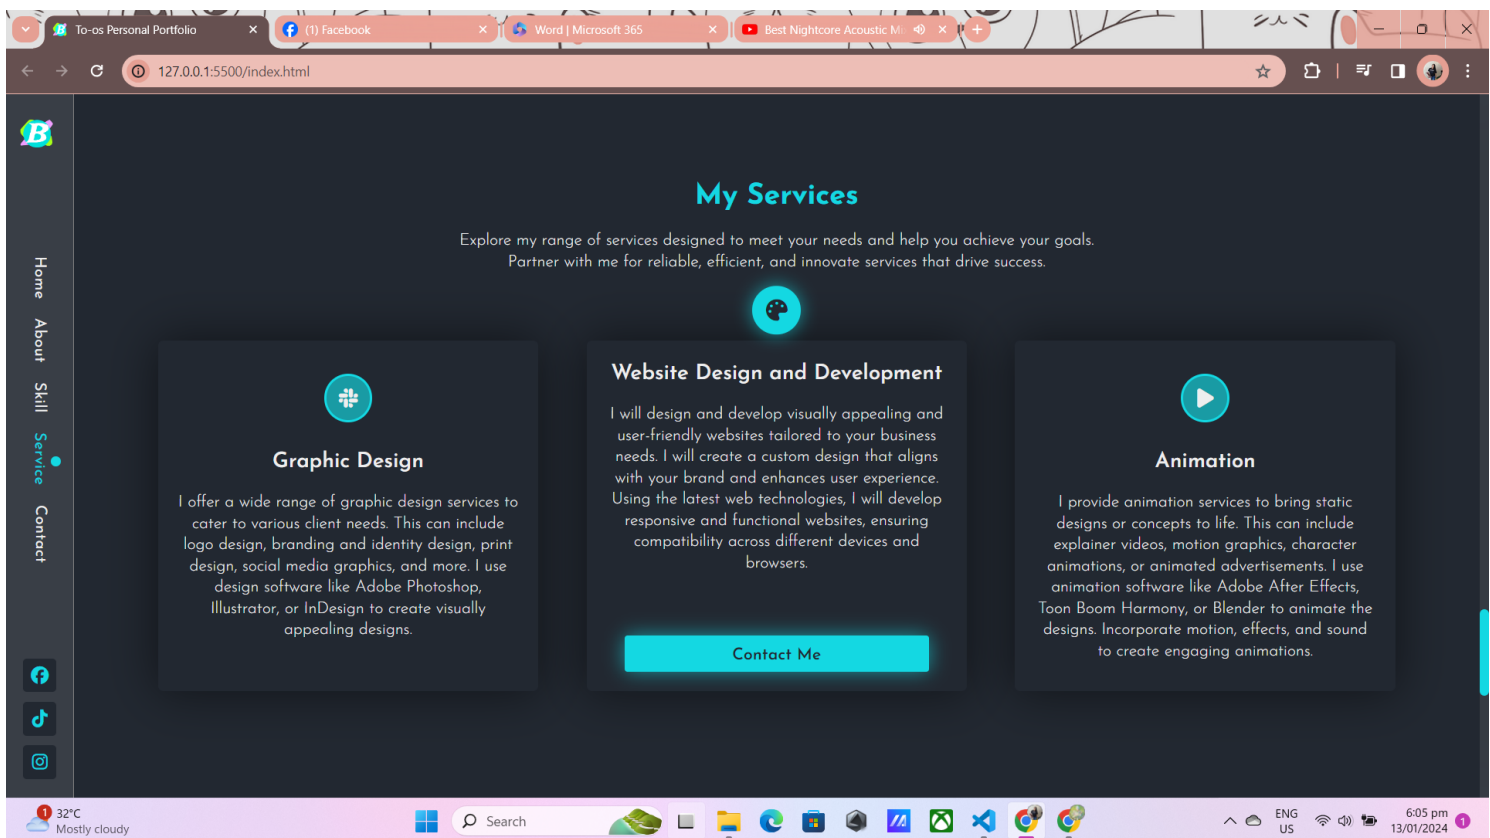 To-os Personal Portfolio
(1) Facebook
Word | Microsoft 365
Best Nightcore Acoustic Mi
127.0.0.1:5500/index.html
B
Home
About
Skill
Service
Contact
My Services
Explore my range of services designed to meet your needs and help you achieve your goals.
Partner with me for reliable, efficient, and innovate services that drive success.
Graphic Design
I offer a wide range of graphic design services to
cater to various client needs. This can include
logo design, branding and identity design, print
design, social media graphics, and more. I use
design software like Adobe Photoshop,
Illustrator, or InDesign to create visually
appealing designs.
Website Design and Development
I will design and develop visually appealing and
user-friendly websites tailored to your business
needs. I will create a custom design that aligns
with your brand and enhances user experience.
Using the latest web technologies, I will develop
responsive and functional websites, ensuring
compatibility across different devices and
browsers.
Contact Me
Animation
I provide animation services to bring static
designs or concepts to life. This can include
explainer videos, motion graphics, character
animations, or animated advertisements. I use
animation software like Adobe After Effects,
Toon Boom Harmony, or Blender to animate the
designs. Incorporate motion, effects, and sound
to create engaging animations.
1
32°C
Mostly cloudy
Search
ENG
US
6:05 pm
13/01/2024
1